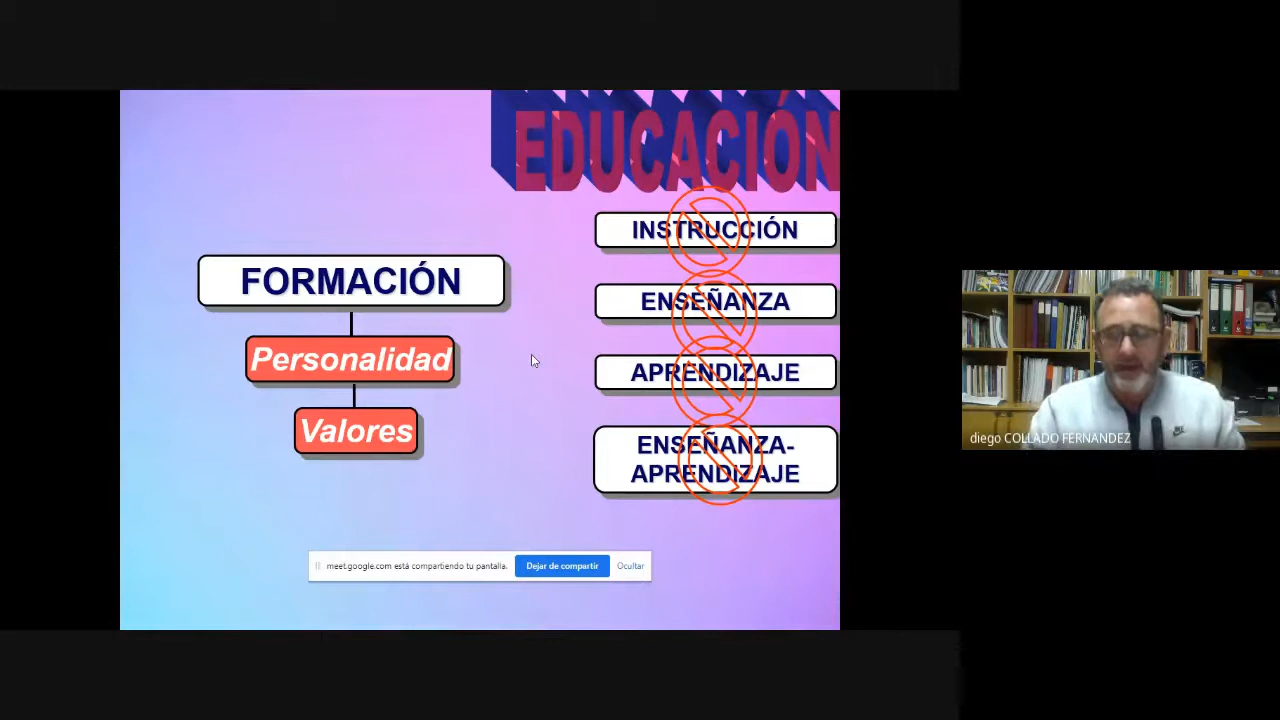 EDUCACIÓN
INSTRUCCIÓN
FORMACIÓN
ENSEÑANZA
Personalidad
APRENDIZAJE
Valores
ENSEÑANZA-
APRENDIZAJE
diego COLLADO FERNANDEZ
meet.google.com está compartiendo tu pantalla.
Dejar de compartir
Ocultar